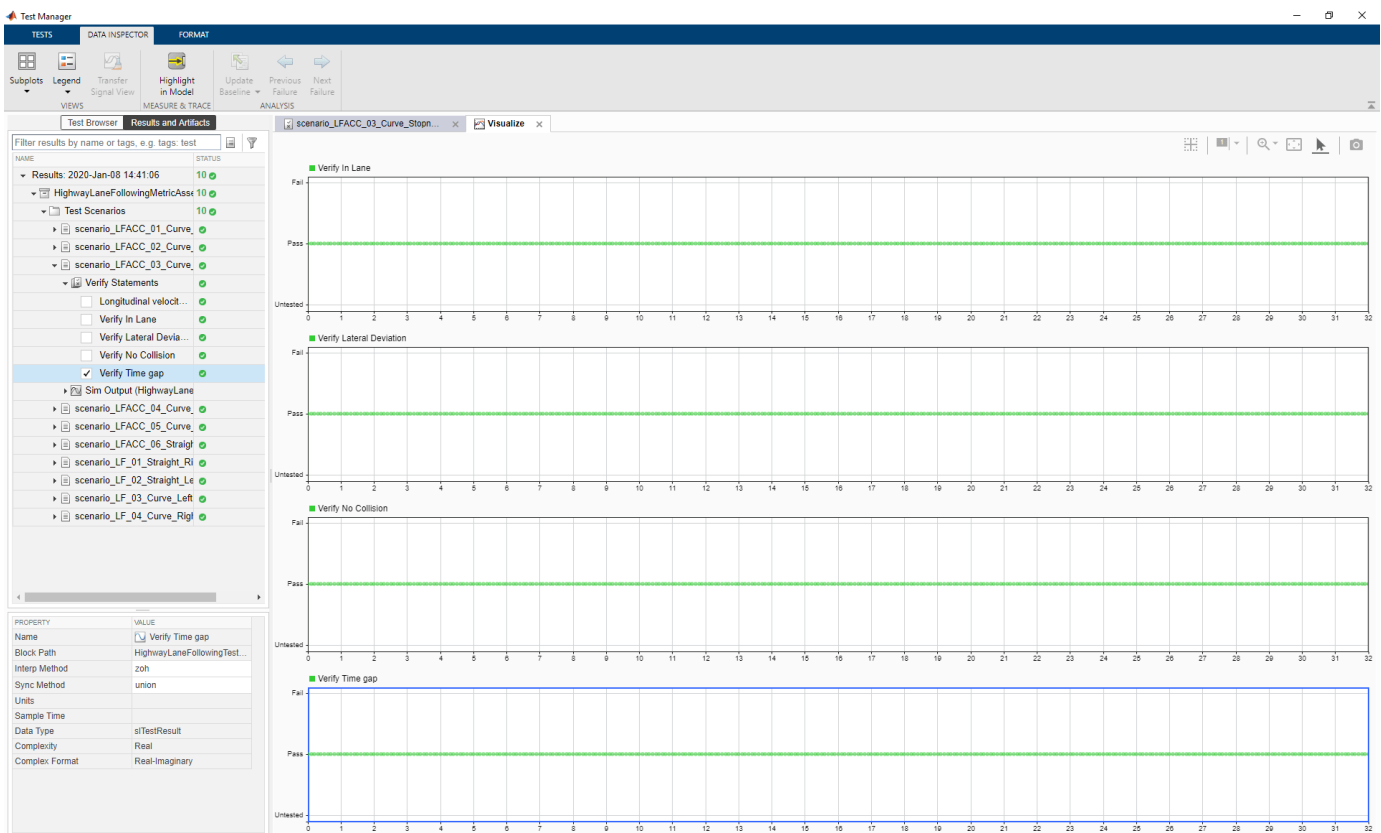 Test Manager
TESTS DATA INSPECTOR FORMAT
Subplots Legend Transfer Signal View Highlight in Model Update Baseline Previous Failure Next Failure
VIEWS MEASURE & TRACE ANALYSIS
Test Browser Results and Artifacts
Filter results by name or tags, e.g. tags: test
NAME STATUS
Results: 2020-Jan-08 14:41:06 10
HighwayLaneFollowingMetricAsse 10
Test Scenarios 10
scenario_LFACC_01_Curve_
scenario_LFACC_02_Curve_
scenario_LFACC_03_Curve_
Verify Statements
Longitudinal velocit...
Verify In Lane
Verify Lateral Devia...
Verify No Collision
Verify Time gap
Sim Output (HighwayLane
scenario_LFACC_04_Curve_
scenario_LFACC_05_Curve_
scenario_LFACC_06_Straigh
scenario_LF_01_Straight_Ri
scenario_LF_02_Straight_Le
scenario_LF_03_Curve_Left
scenario_LF_04_Curve_Rigl
PROPERTY VALUE
Name Verify Time gap
Block Path HighwayLaneFollowingTest...
Interp Method zoh
Sync Method union
Units
Sample Time
Data Type slTestResult
Complexity Real
Complex Format Real-Imaginary
scenario_LFACC_03_Curve_Stopn... Visualize
1
Verify In Lane
Fail
Pass
Untested
0 1 2 3 4 5 6 7 8 9 10 11 12 13 14 15 16 17 18 19 20 21 22 23 24 25 26 27 28 29 30 31 32
Verify Lateral Deviation
Fail
Pass
Untested
0 1 2 3 4 5 6 7 8 9 10 11 12 13 14 15 16 17 18 19 20 21 22 23 24 25 26 27 28 29 30 31 32
Verify No Collision
Fail
Pass
Untested
0 1 2 3 4 5 6 7 8 9 10 11 12 13 14 15 16 17 18 19 20 21 22 23 24 25 26 27 28 29 30 31 32
Verify Time gap
Fail
Pass
Untested
0 1 2 3 4 5 6 7 8 9 10 11 12 13 14 15 16 17 18 19 20 21 22 23 24 25 26 27 28 29 30 31 32